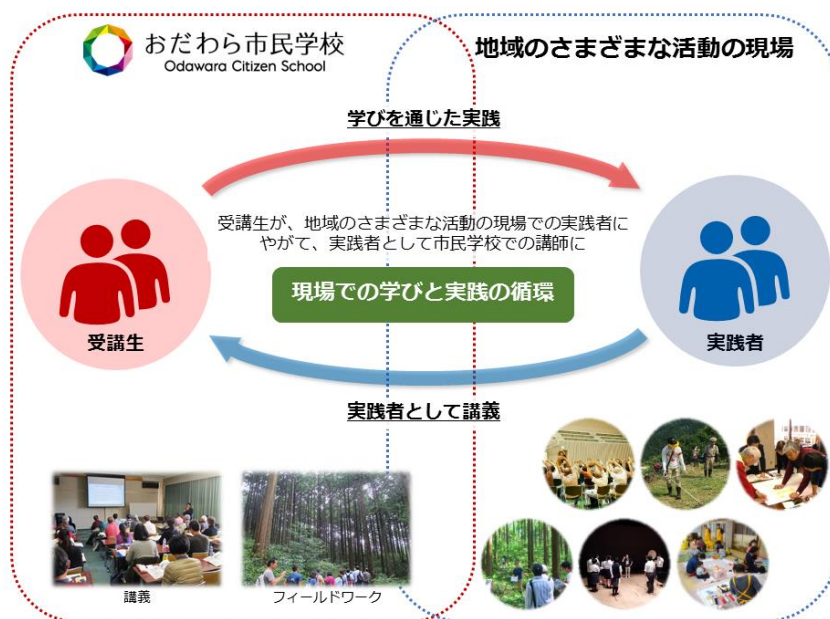 おだわら市民学校
Odawara Citizen School
地域のさまざまな活動の現場
学びを通じた実践
受講生が、地域のさまざまな活動の現場での実践者に
やがて、実践者として市民学校での講師に
現場での学びと実践の循環
受講生
実践者
実践者として講義
講義
フィールドワーク